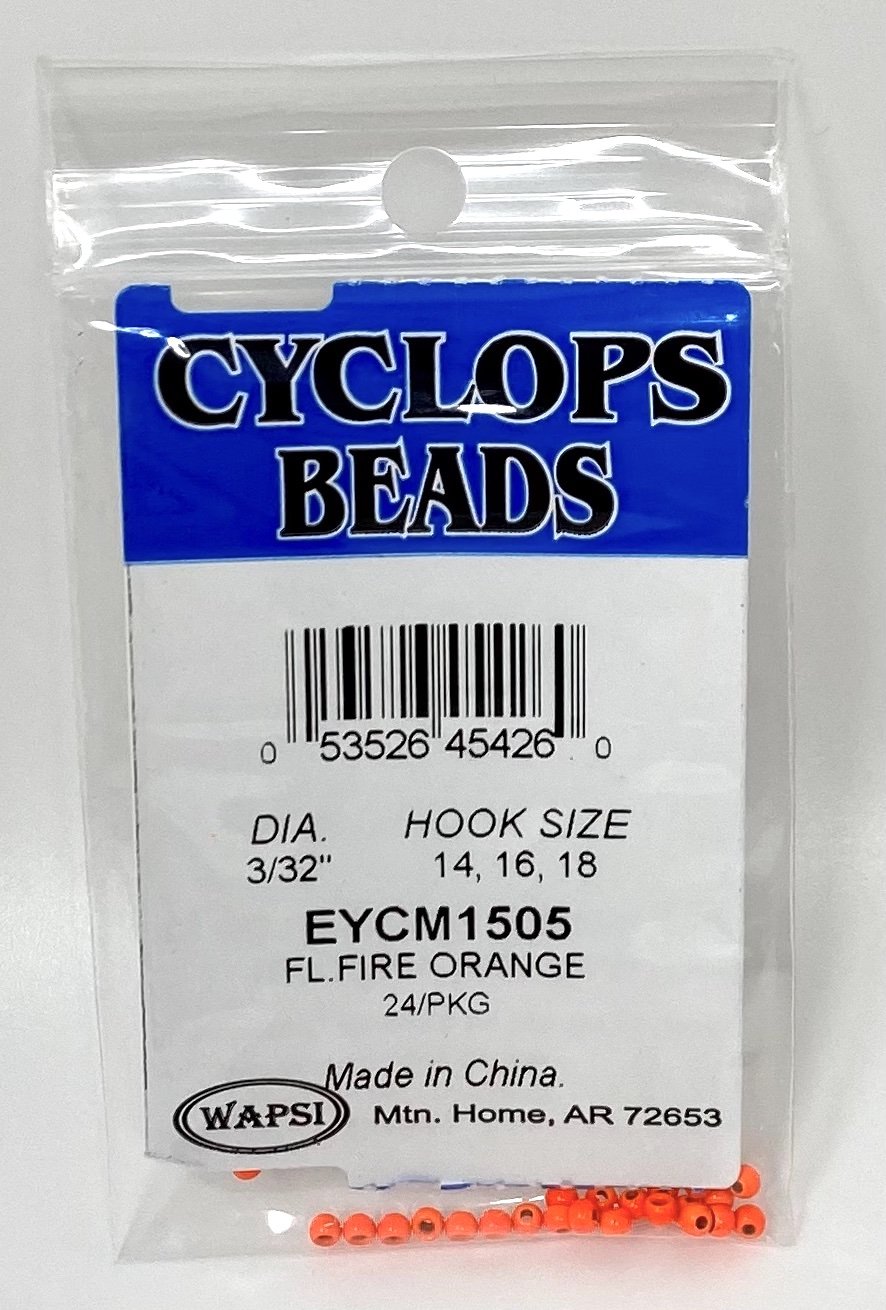 CYCLOPS
BEADS
0 53526 45426 0
DIA. HOOK SIZE
3/32" 14, 16, 18
EYCM1505
FL.FIRE ORANGE
24/PKG
Made in China.
WAPSI Mtn. Home, AR 72653